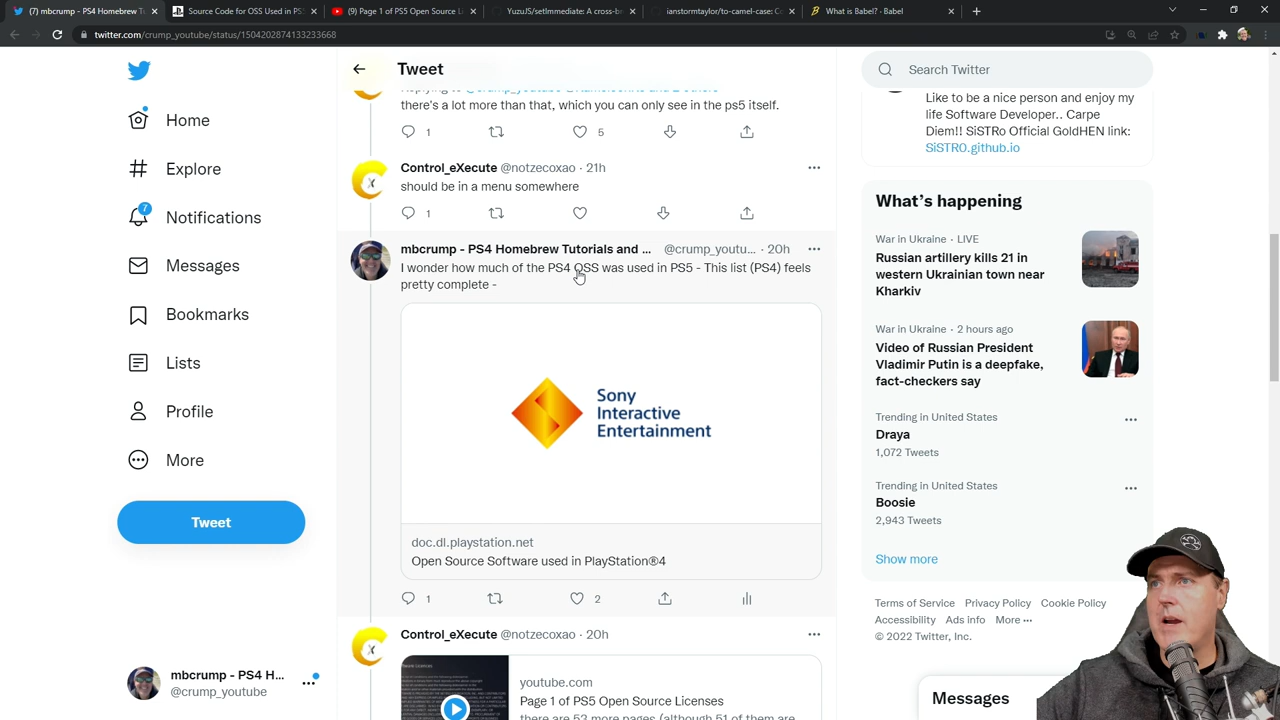 (7) mbcrump - PS4 Homebrew T
Source Code for OSS Used in PS5
(9) Page 1 of PS5 Open Source Li
YuzuJS/setImmediate: A cross-br
ianstormtaylor/to-camel-case:
What is Babel? · Babel
twitter.com/crump_youtube/status/1504202874133233668
Home
Explore
7
Notifications
Messages
Bookmarks
Lists
Profile
More
Tweet
mbcrump - PS4 H...
@crump_youtube
Tweet
there's a lot more than that, which you can only see in the ps5 itself.
1
5
Control_eXecute @notzecoxao · 21h
should be in a menu somewhere
1
mbcrump - PS4 Homebrew Tutorials and ... @crump_youtu... · 20h
I wonder how much of the PS4 OSS was used in PS5 - This list (PS4) feels
pretty complete -
Sony
Interactive
Entertainment
doc.dl.playstation.net
Open Source Software used in PlayStation®4
1
2
Control_eXecute @notzecoxao · 20h
youtube.com
Page 1 of PS5 Open Source Licenses
Search Twitter
Like to be a nice person and enjoy my
life Software Developer.. Carpe
Diem!! SiSTRo Official GoldHEN link:
SiSTR0.github.io
What's happening
War in Ukraine · LIVE
Russian artillery kills 21 in
western Ukrainian town near
Kharkiv
War in Ukraine · 2 hours ago
Video of Russian President
Vladimir Putin is a deepfake,
fact-checkers say
Trending in United States
Draya
1,072 Tweets
Trending in United States
Boosie
2,943 Tweets
Show more
Terms of Service Privacy Policy Cookie Policy
Accessibility Ads info More ···
© 2022 Twitter, Inc.
Messages